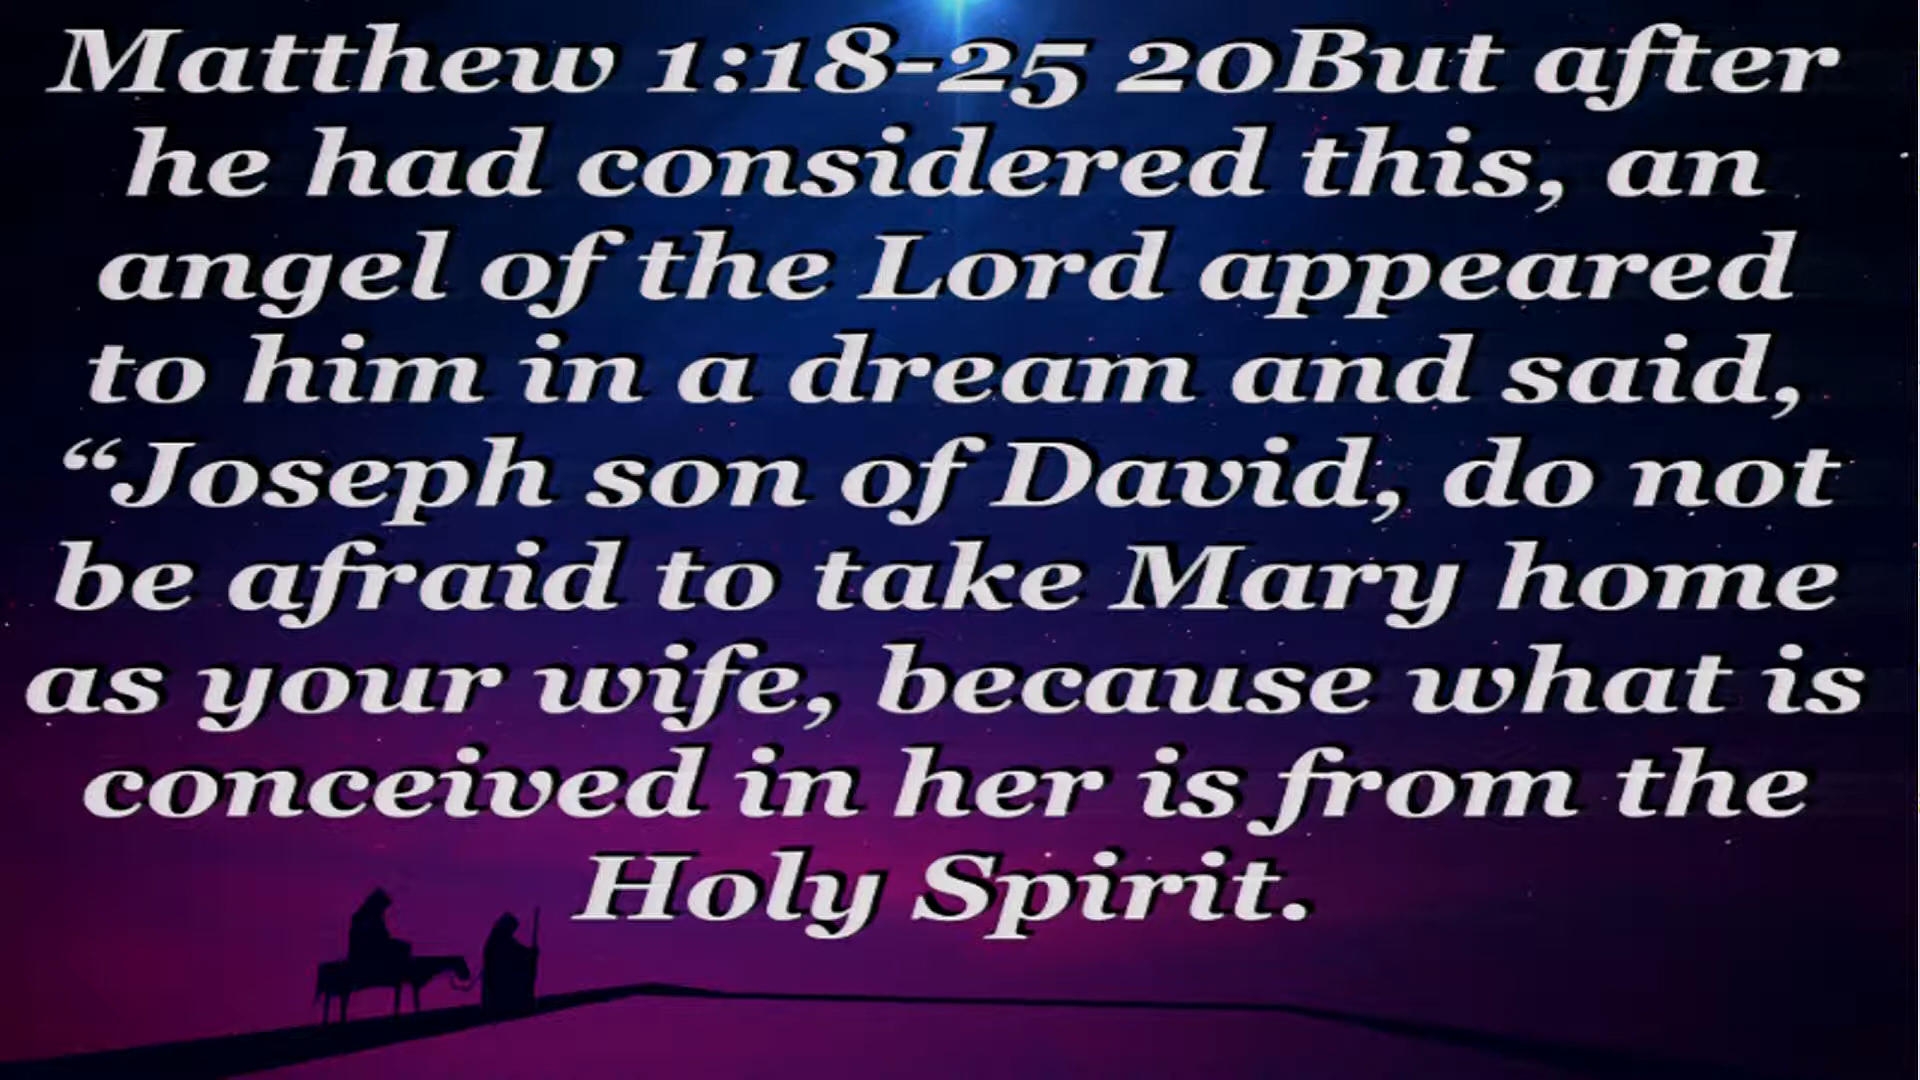 Matthew 1:18-25 20But after
he had considered this, an
angel of the Lord appeared
to him in a dream and said,
“Joseph son of David, do not
be afraid to take Mary home
as your wife, because what is
conceived in her is from the
Holy Spirit.